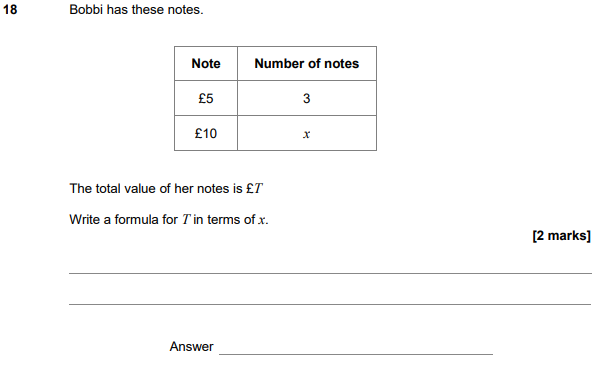 18 Bobbi has these notes.
Note Number of notes
£5 3
£10 x
The total value of her notes is £T
Write a formula for T in terms of x.
[2 marks]
Answer